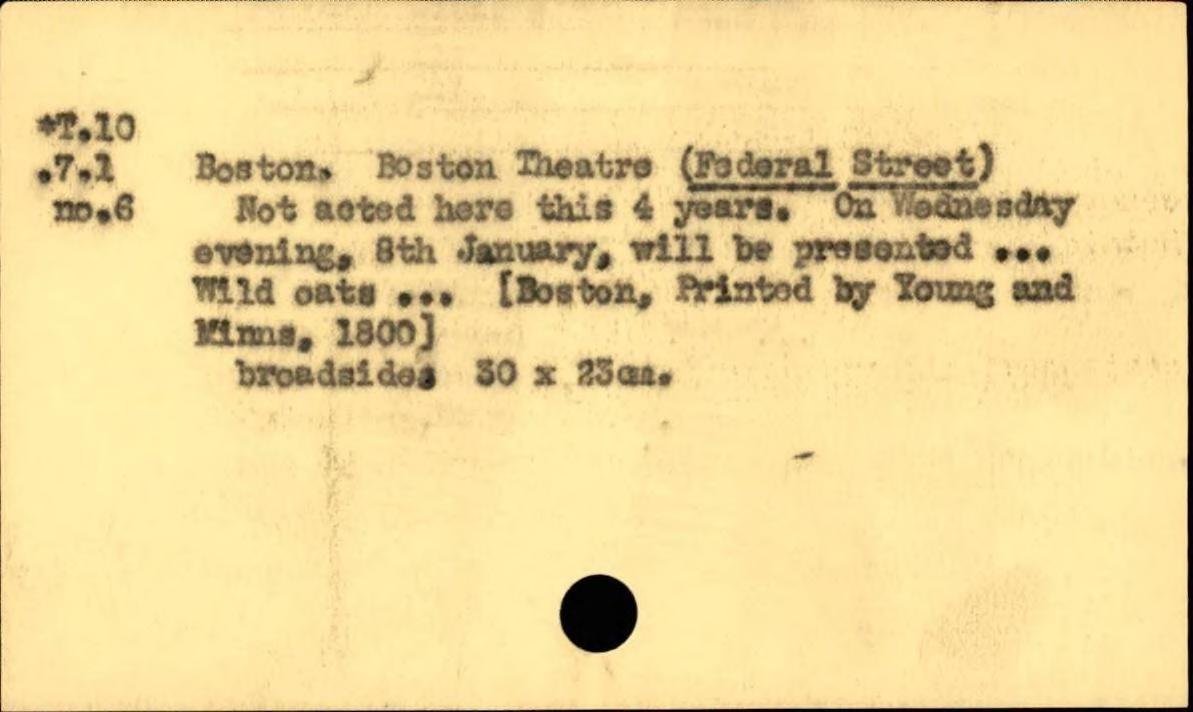 *T.10
.7.1 Boston. Boston Theatre (Federal Street)
no.6 Not acted here this 4 years. On Wednesday
evening, 8th January, will be presented ...
Wild oats ... [Boston, Printed by Young and
Minns, 1800]
broadside, 30 x 23cm.